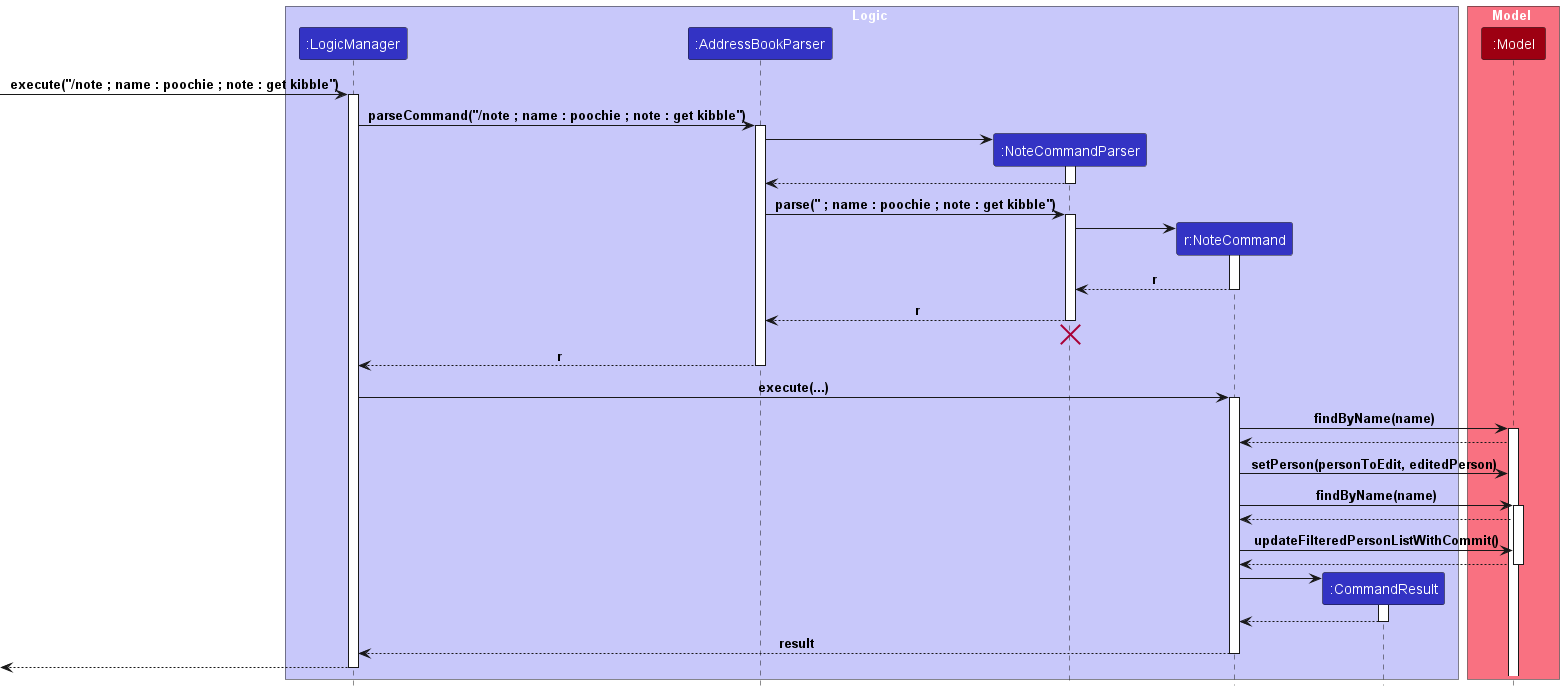 Logic
Model
:LogicManager
:AddressBookParser
:Model
execute("/note ; name : poochie ; note : get kibble")
parseCommand("/note ; name : poochie ; note : get kibble")
:NoteCommandParser
parse(" ; name : poochie ; note : get kibble")
r:NoteCommand
r
r
r
execute(...)
findByName(name)
setPerson(personToEdit, editedPerson)
findByName(name)
updateFilteredPersonListWithCommit()
:CommandResult
result